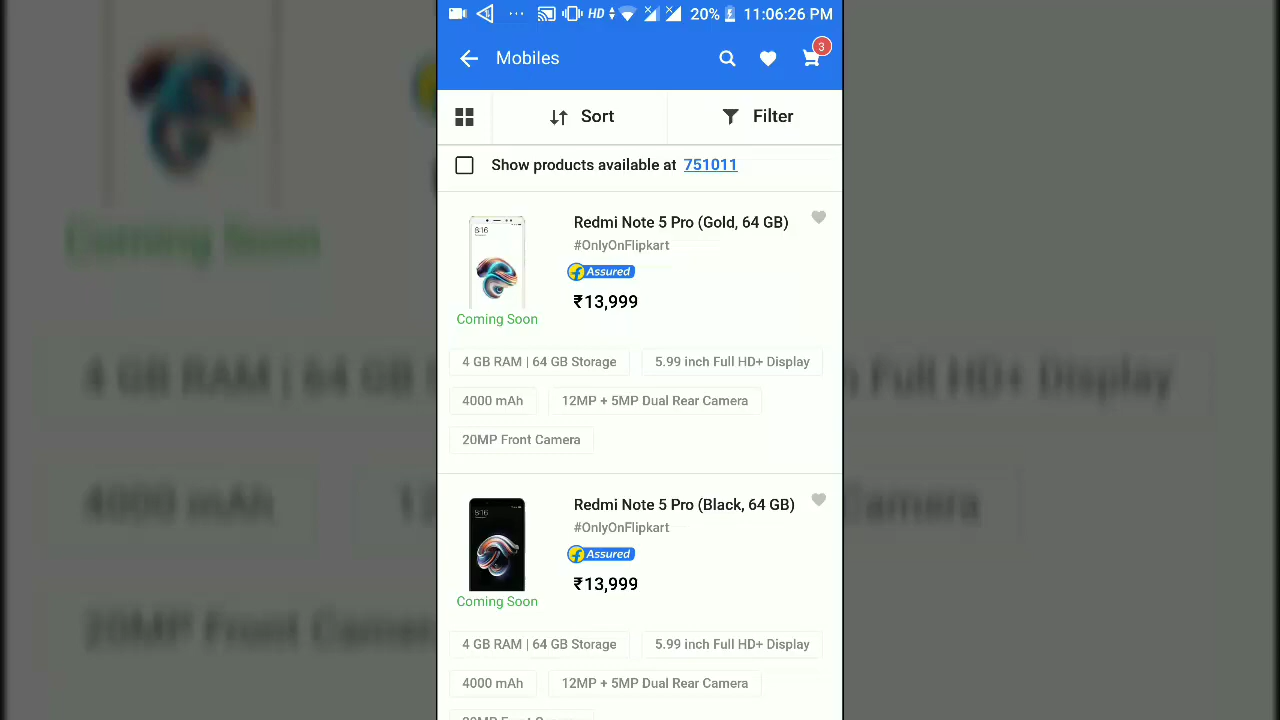 HD 20% 11:06:26 PM
Mobiles 3
Sort Filter
Show products available at 751011
Redmi Note 5 Pro (Gold, 64 GB)
#OnlyOnFlipkart
f Assured
₹13,999
Coming Soon
4 GB RAM | 64 GB Storage 5.99 inch Full HD+ Display
4000 mAh 12MP + 5MP Dual Rear Camera
20MP Front Camera
Redmi Note 5 Pro (Black, 64 GB)
#OnlyOnFlipkart
f Assured
₹13,999
Coming Soon
4 GB RAM | 64 GB Storage 5.99 inch Full HD+ Display
4000 mAh 12MP + 5MP Dual Rear Camera